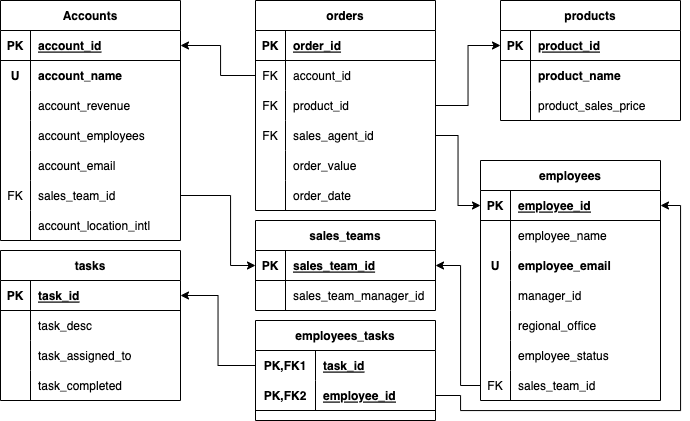 Accounts
PK account_id
U account_name
account_revenue
account_employees
account_email
FK sales_team_id
account_location_intl
orders
PK order_id
FK account_id
FK product_id
FK sales_agent_id
order_value
order_date
products
PK product_id
product_name
product_sales_price
employees
PK employee_id
employee_name
U employee_email
manager_id
regional_office
employee_status
FK sales_team_id
sales_teams
PK sales_team_id
sales_team_manager_id
tasks
PK task_id
task_desc
task_assigned_to
task_completed
employees_tasks
PK,FK1 task_id
PK,FK2 employee_id